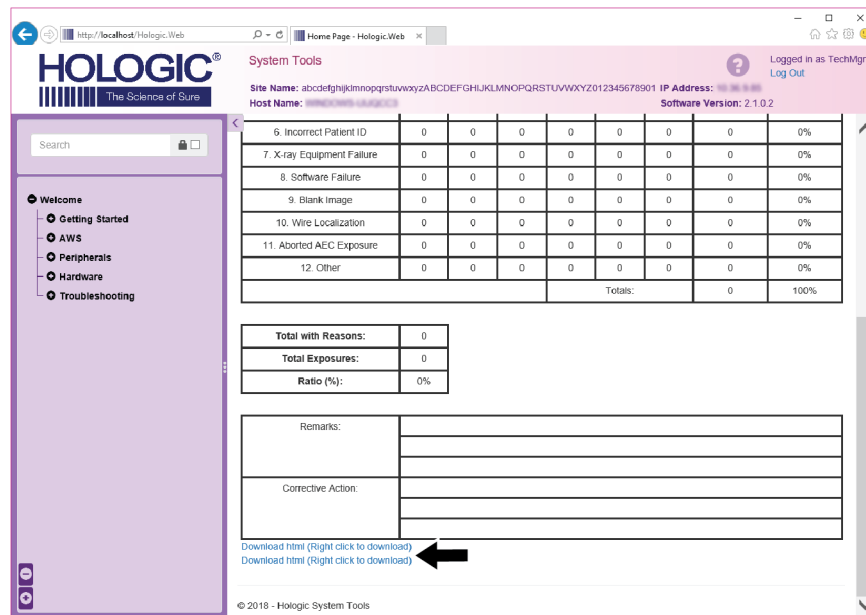 http://localhost/Hologic.Web
Home Page - Hologic.Web
HOLOGIC®
The Science of Sure
System Tools
Logged in as TechMgr
Log Out
Site Name: abcdefghijklmnopqrstuvwxyzABCDEFGHIJKLMNOPQRSTUVWXYZ012345678901 IP Address:
Host Name:
Software Version: 2.1.0.2
Search
Welcome
Getting Started
AWS
Peripherals
Hardware
Troubleshooting
6. Incorrect Patient ID 0 0 0 0 0 0 0 0%
7. X-ray Equipment Failure 0 0 0 0 0 0 0 0%
8. Software Failure 0 0 0 0 0 0 0 0%
9. Blank Image 0 0 0 0 0 0 0 0%
10. Wire Localization 0 0 0 0 0 0 0 0%
11. Aborted AEC Exposure 0 0 0 0 0 0 0 0%
12. Other 0 0 0 0 0 0 0 0%
Totals: 0 100%
Total with Reasons: 0
Total Exposures: 0
Ratio (%): 0%
Remarks:
Corrective Action:
Download html (Right click to download)
Download html (Right click to download)
© 2018 - Hologic System Tools